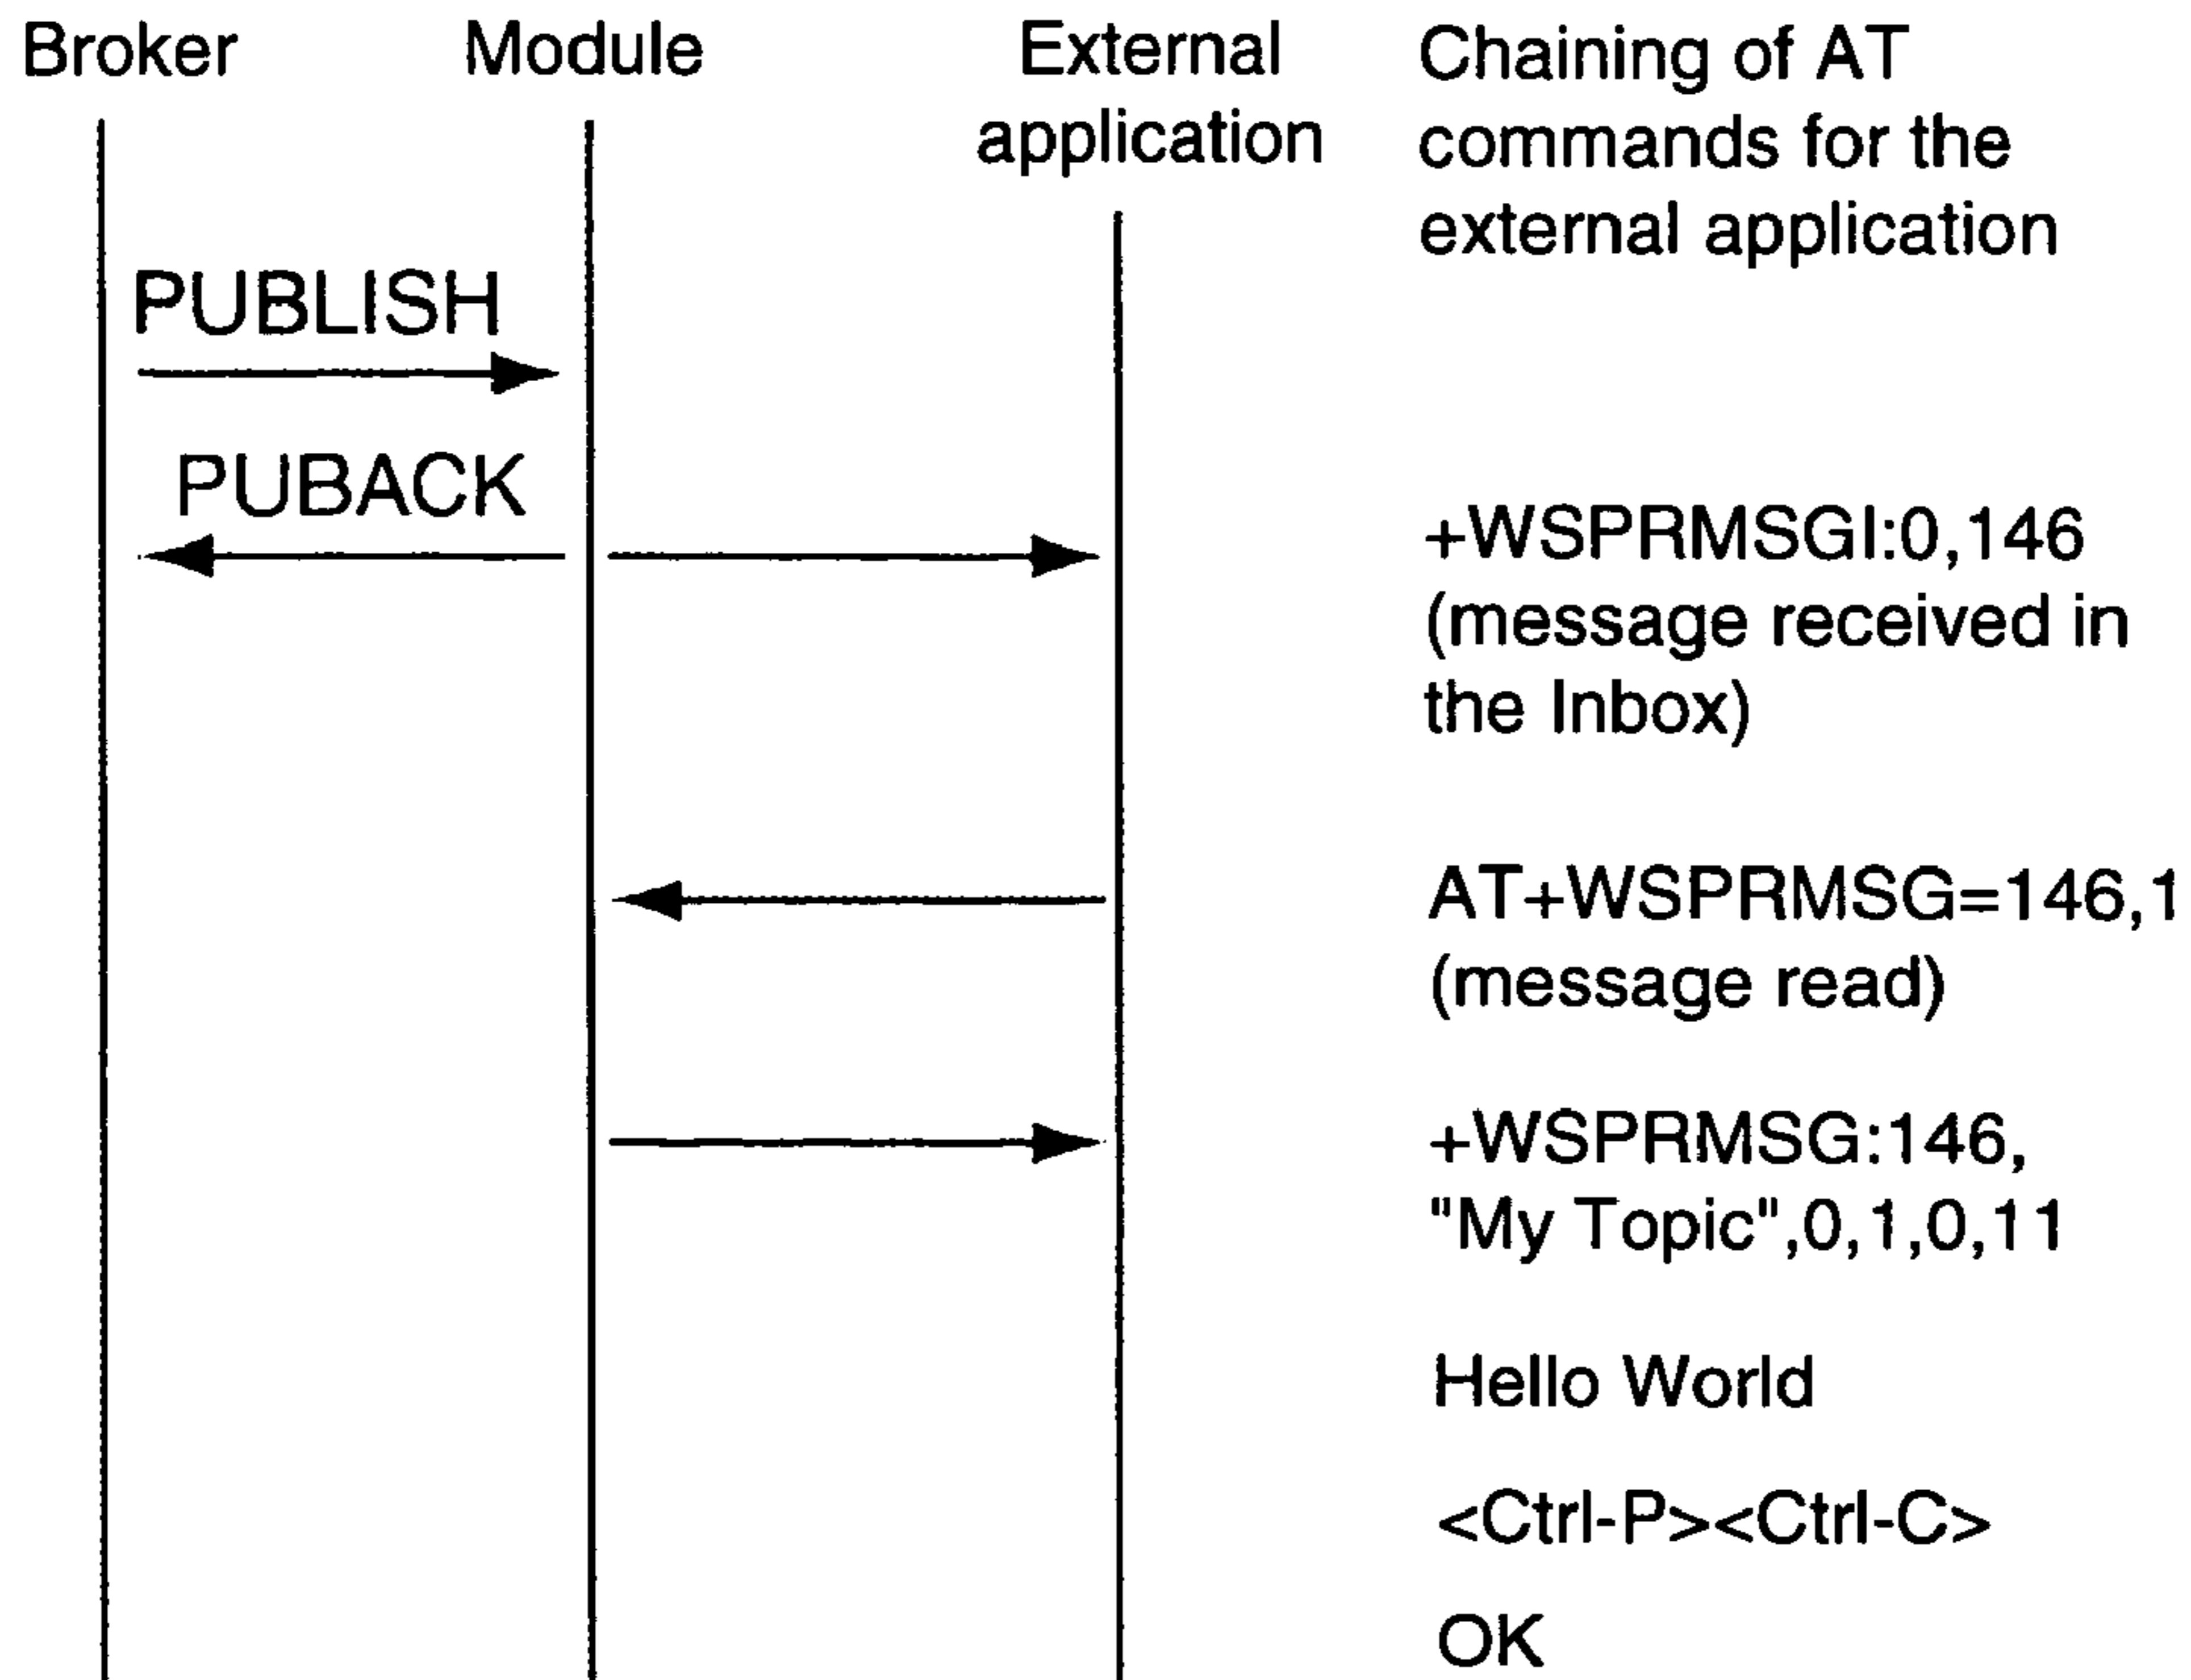 Broker
Module
External
application
Chaining of AT
commands for the
external application
PUBLISH
PUBACK
+WSPRMSGI:0,146
(message received in
the Inbox)
AT+WSPRMSG=146,1
(message read)
+WSPRMSG:146,
"My Topic",0,1,0,11
Hello World
<Ctrl-P><Ctrl-C>
OK